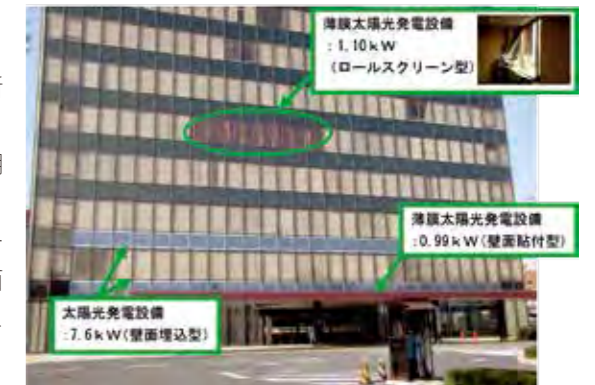 薄膜太陽光発電設備
：1.10kW
（ロールスクリーン型）
薄膜太陽光発電設備
：0.99kW（壁面貼付型）
太陽光発電設備
：7.6kW（壁面埋込型）